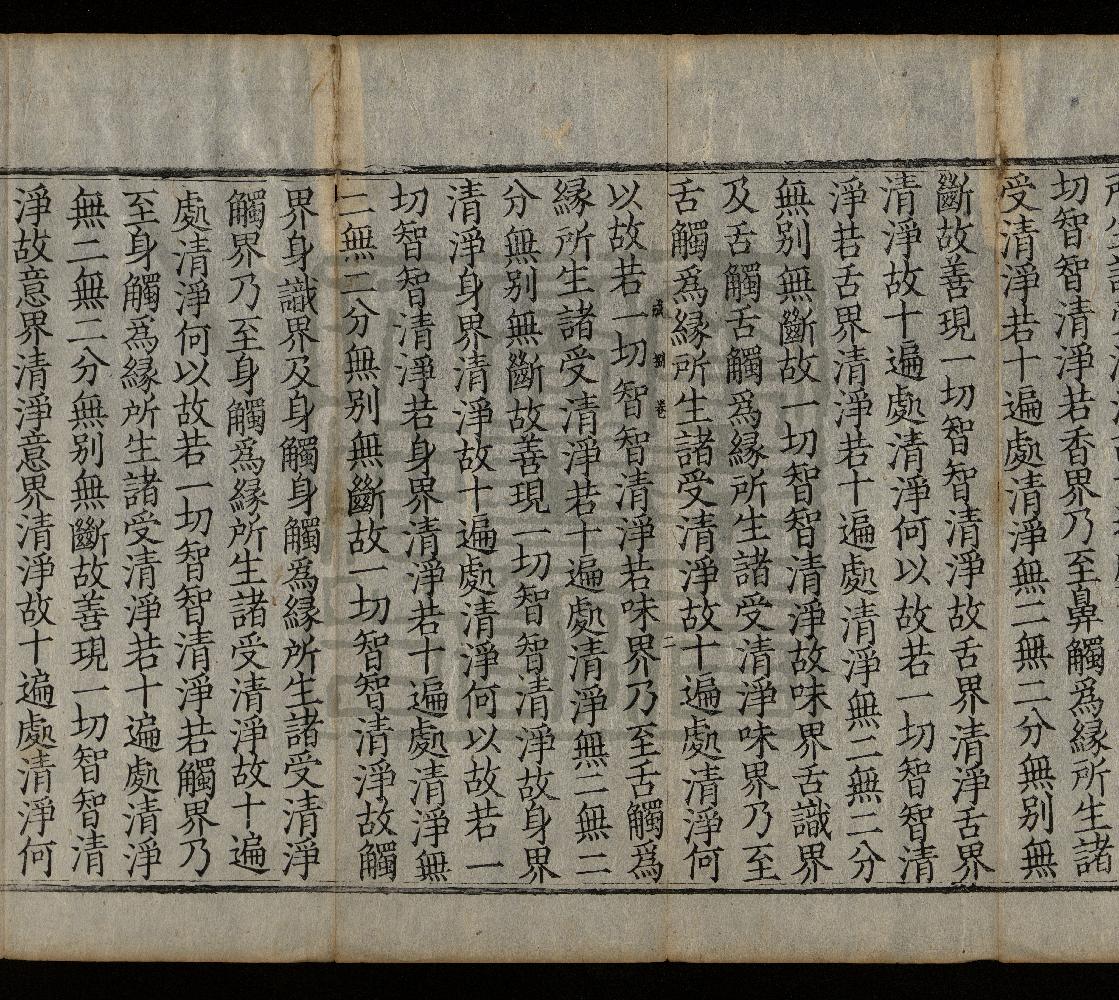 切智智清淨若香界乃至鼻觸爲緣所生諸
受清淨若十遍處清淨無二無二分無別無
斷故善現一切智智清淨故舌界清淨舌界
清淨故十遍處清淨何以故若一切智智清
淨若舌界清淨若十遍處清淨無二無二分
無別無斷故一切智智清淨故味界舌識界
及舌觸舌觸爲緣所生諸受清淨味界乃至
舌觸爲緣所生諸受清淨故十遍處清淨何
以故若一切智智清淨若味界乃至舌觸爲
緣所生諸受清淨若十遍處清淨無二無二
分無別無斷故善現一切智智清淨故身界
清淨身界清淨故十遍處清淨何以故若一
切智智清淨若身界清淨若十遍處清淨無
二無二分無別無斷故一切智智清淨故觸
界身識界及身觸身觸爲緣所生諸受清淨
觸界乃至身觸爲緣所生諸受清淨故十遍
處清淨何以故若一切智智清淨若觸界乃
至身觸爲緣所生諸受清淨若十遍處清淨
無二無二分無別無斷故善現一切智智清
淨故意界清淨意界清淨故十遍處清淨何